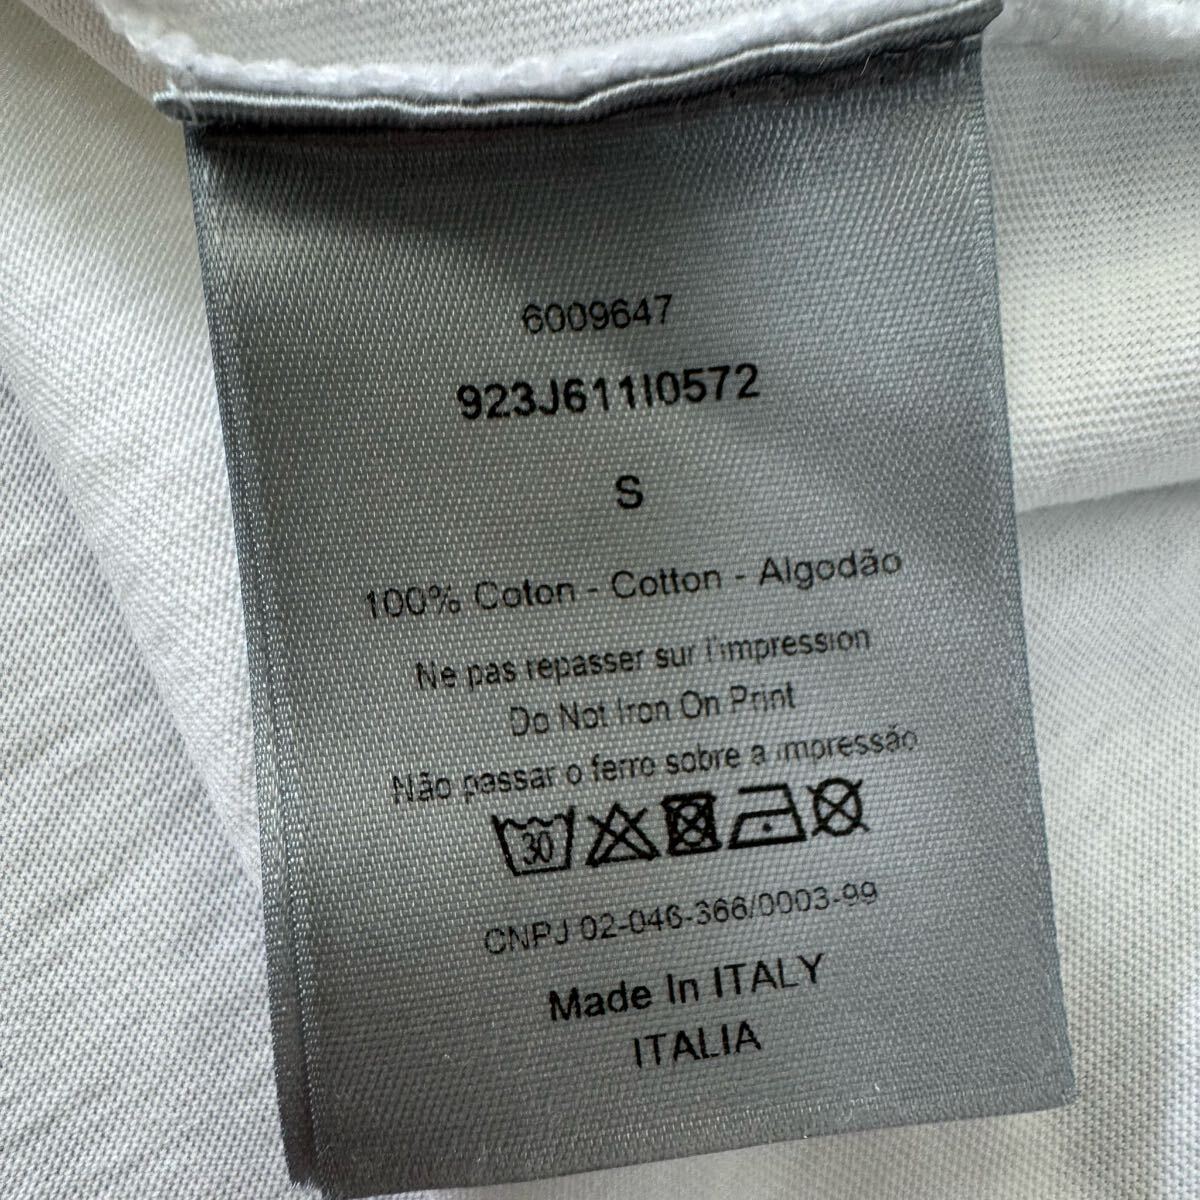 6009647
923J611I0572
S
100% Coton - Cotton - Algodão
Ne pas repasser sur l'impression
Do Not Iron On Print
Não passar o ferro sobre a impressão
30
CNPJ 02-046-366/0003-99
Made In ITALY
ITALIA